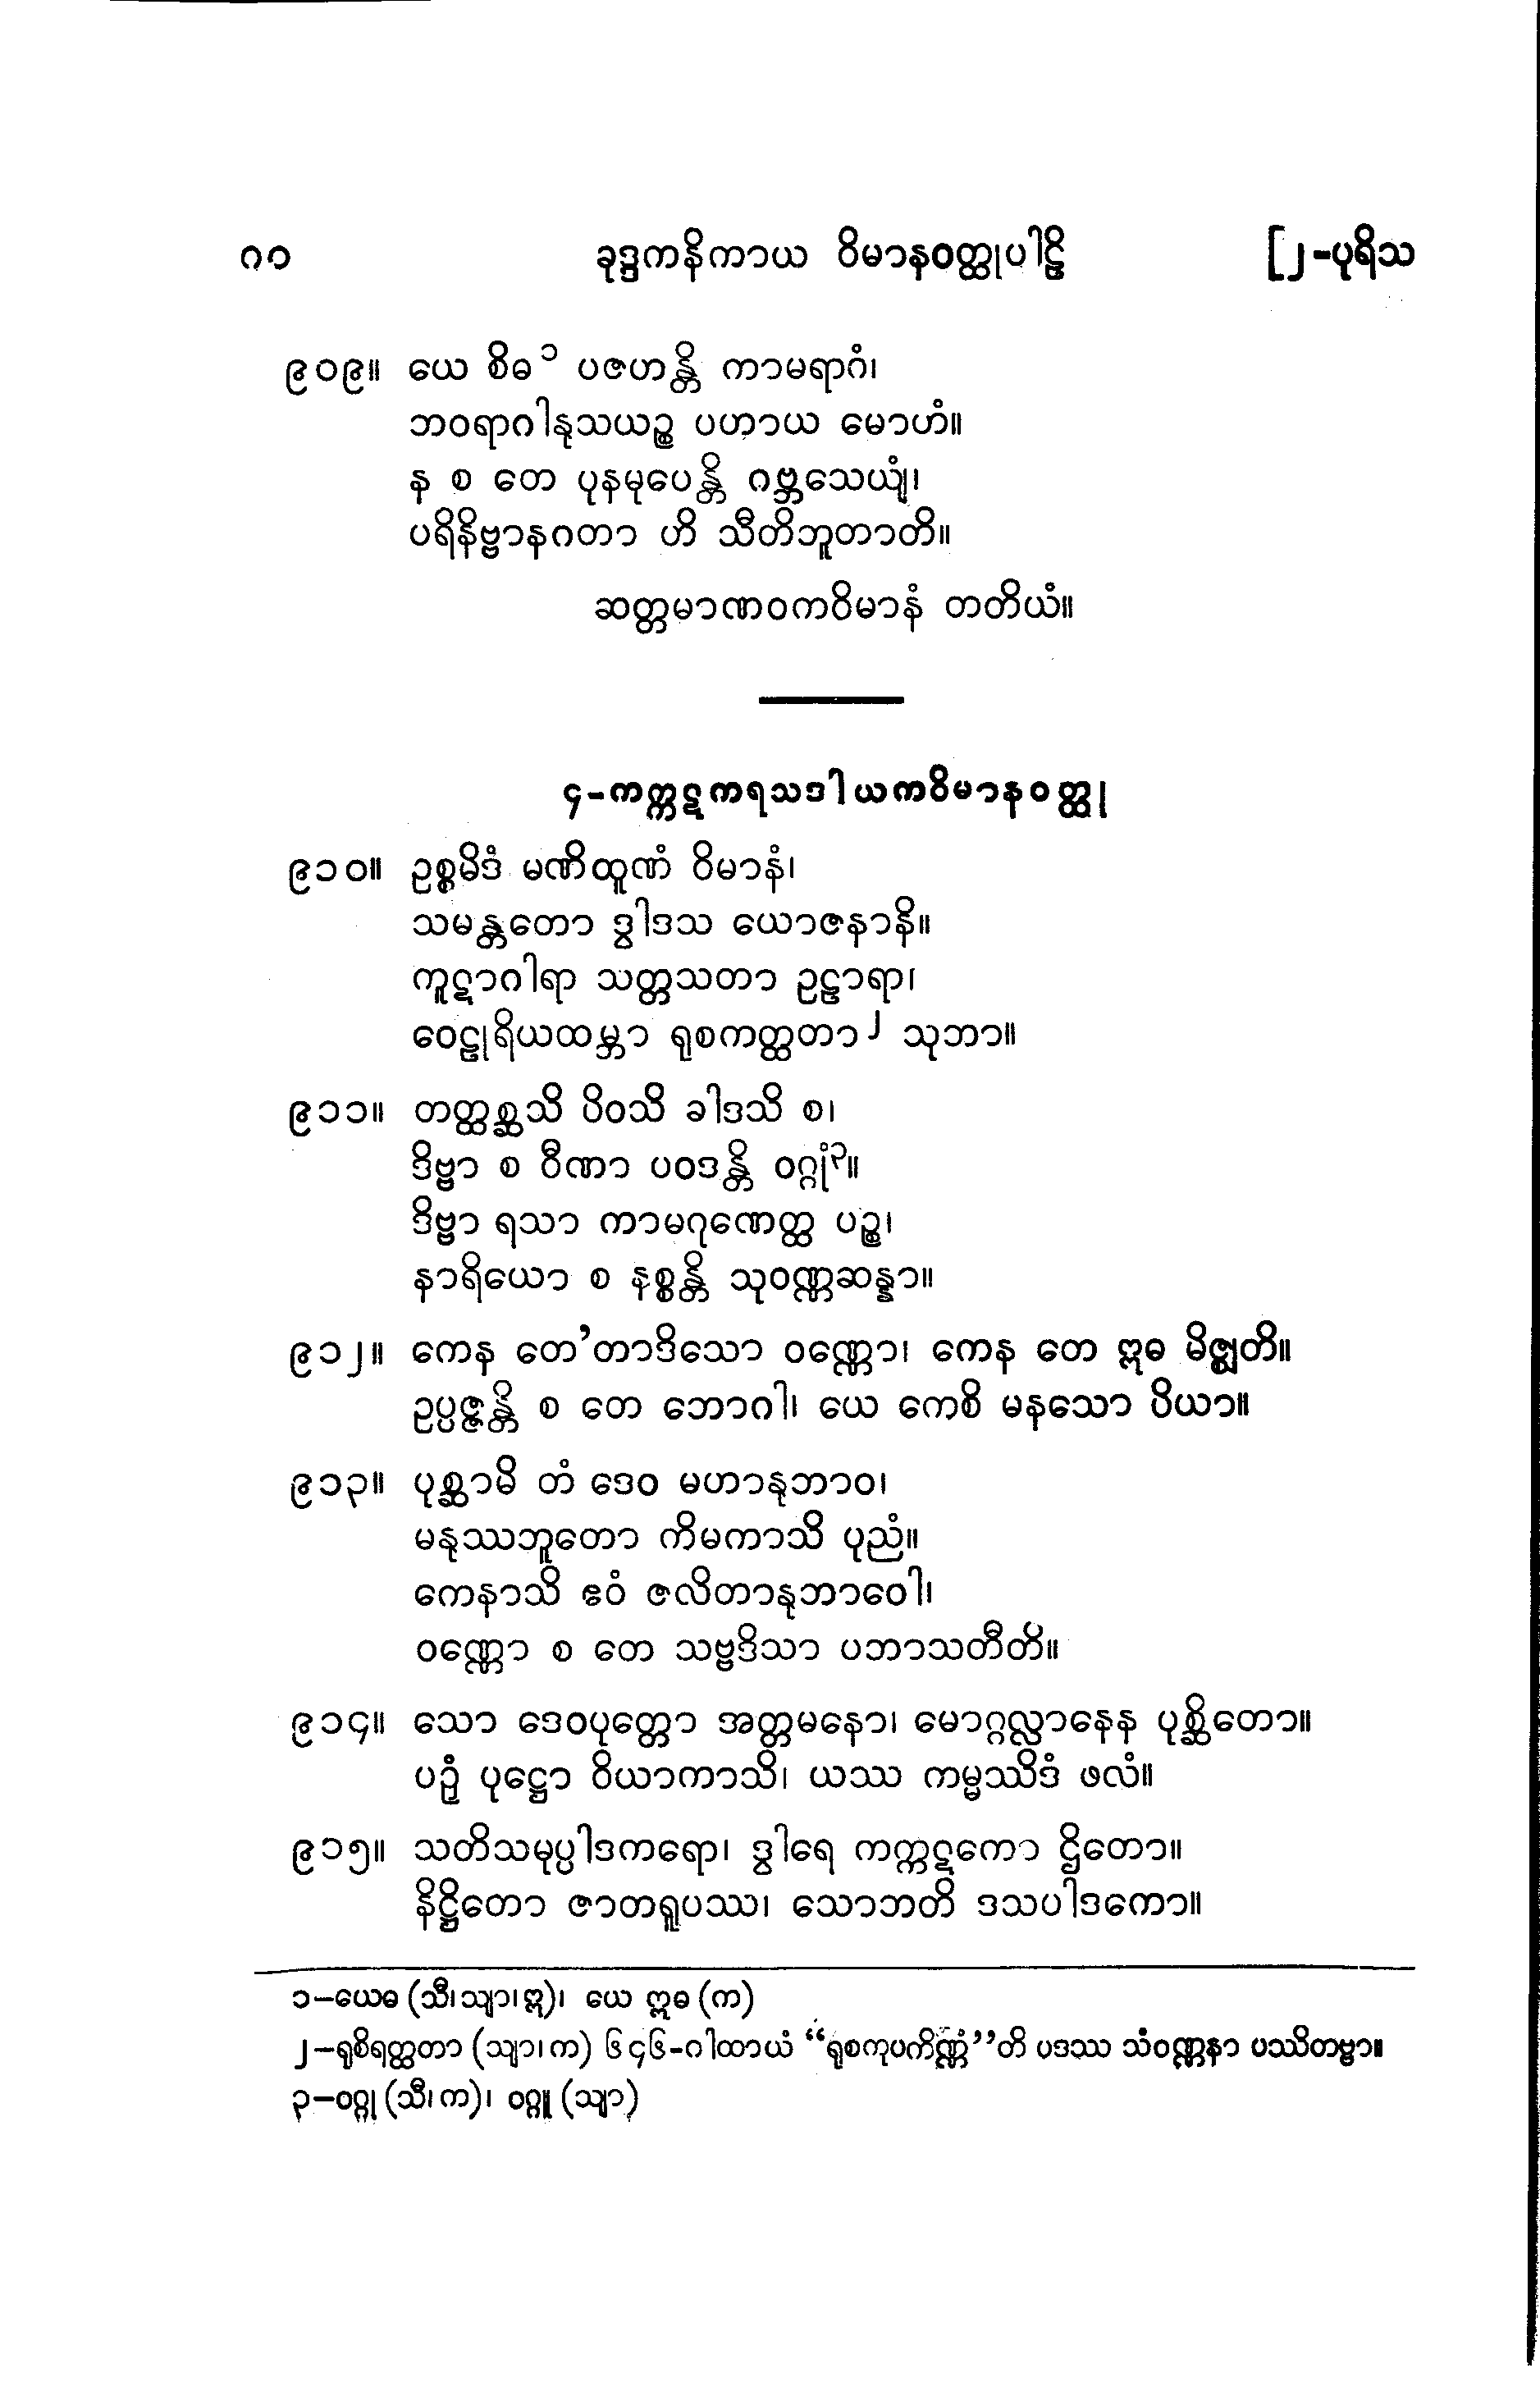 ၈၁ ခုဒ္ဒကနိကာယ ဝိမာနဝတ္ထုပါဠိ [၂-ပုရိသ
၉၀၉။ ယေ စိဓ ၁ ပဇဟန္တိ ကာမရာဂံ၊
ဘဝရာဂါနုသယဉ္စ ပဟာယ မောဟံ။
န စ တေ ပုနမုပေန္တိ ဂဗ္ဘသေယျံ၊
ပရိနိဗ္ဗာနဂတာ ဟိ သီတိဘူတာတိ။
ဆတ္တမာဏဝကဝိမာနံ တတိယံ။
၄-ကက္ကဋကရသဒါယကဝိမာနဝတ္ထု
၉၁၀။ ဥစ္စမိဒံ မဏိထူဏံ ဝိမာနံ၊
သမန္တတော ဒွါဒသ ယောဇနာနိ။
ကူဋာဂါရာ သတ္တသတာ ဥဠာရာ၊
ဝေဠုရိယထမ္ဘာ ရုစကတ္ထတာ ၂ သုဘာ။
၉၁၁။ တတ္ထစ္ဆသိ ပိဝသိ ခါဒသိ စ၊
ဒိဗ္ဗာ စ ဝီဏာ ပဝဒန္တိ ဝဂ္ဂုံ ၃။
ဒိဗ္ဗာ ရသာ ကာမဂုဏေတ္ထ ပဉ္စ၊
နာရိယော စ နစ္စန္တိ သုဝဏ္ဏဆန္နာ။
၉၁၂။ ကေန တေ’တာဒိသော ဝဏ္ဏော၊ ကေန တေ ဣဓ မိဇ္ဈတိ။
ဥပ္ပဇ္ဇန္တိ စ တေ ဘောဂါ၊ ယေ ကေစိ မနသော ပိယာ။
၉၁၃။ ပုစ္ဆာမိ တံ ဒေဝ မဟာနုဘာဝ၊
မနုဿဘူတော ကိမကာသိ ပုညံ။
ကေနာသိ ဧဝံ ဇလိတာနုဘာဝေါ၊
ဝဏ္ဏော စ တေ သဗ္ဗဒိသာ ပဘာသတီတိ။
၉၁၄။ သော ဒေဝပုတ္တော အတ္တမနော၊ မောဂ္ဂလ္လာနေန ပုစ္ဆိတော။
ပဉှံ ပုဋ္ဌော ဝိယာကာသိ၊ ယဿ ကမ္မဿိဒံ ဖလံ။
၉၁၅။ သတိသမုပ္ပါဒကရော၊ ဒွါရေ ကက္ကဋကော ဌိတော။
နိဋ္ဌိတော ဇာတရူပဿ၊ သောဘတိ ဒသပါဒကော။
၁–ယေဓ (သီ၊ သျာ၊ ဣ)၊ ယေ ဣဓ (က)
၂–ရုစိရတ္ထတာ (သျာ၊ က) ၆၄၆-ဂါထာယံ “ရုစကုပကိဏ္ဏံ”တိ ပဒဿ သံဝဏ္ဏနာ ပဿိတဗ္ဗာ။
၃–ဝဂ္ဂု (သီ၊ က)၊ ဝဂ္ဂူ (သျာ)